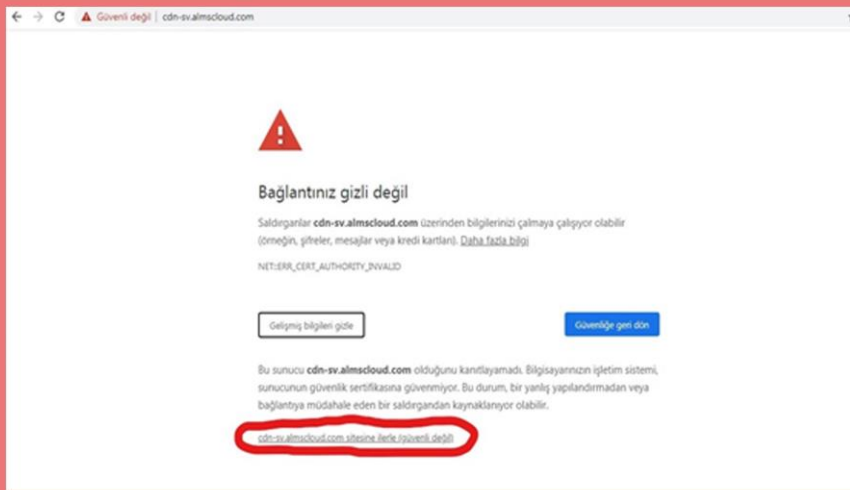 Güvenli değil | cdn-sv.almscloud.com
Bağlantınız gizli değil
Saldırganlar cdn-sv.almscloud.com üzerinden bilgilerinizi çalmaya çalışıyor olabilir
(örneğin, şifreler, mesajlar veya kredi kartları). Daha fazla bilgi
NET::ERR_CERT_AUTHORITY_INVALID
Gelişmiş bilgileri gizle
Güvenliğe geri dön
Bu sunucu cdn-sv.almscloud.com olduğunu kanıtlayamadı. Bilgisayarınızın işletim sistemi,
sunucunun güvenlik sertifikasına güvenmiyor. Bu durum, bir yanlış yapılandırmadan veya
bağlantıya müdahale eden bir saldırgandan kaynaklanıyor olabilir.
cdn-sv.almscloud.com sitesine ilerle (güvenli değil)